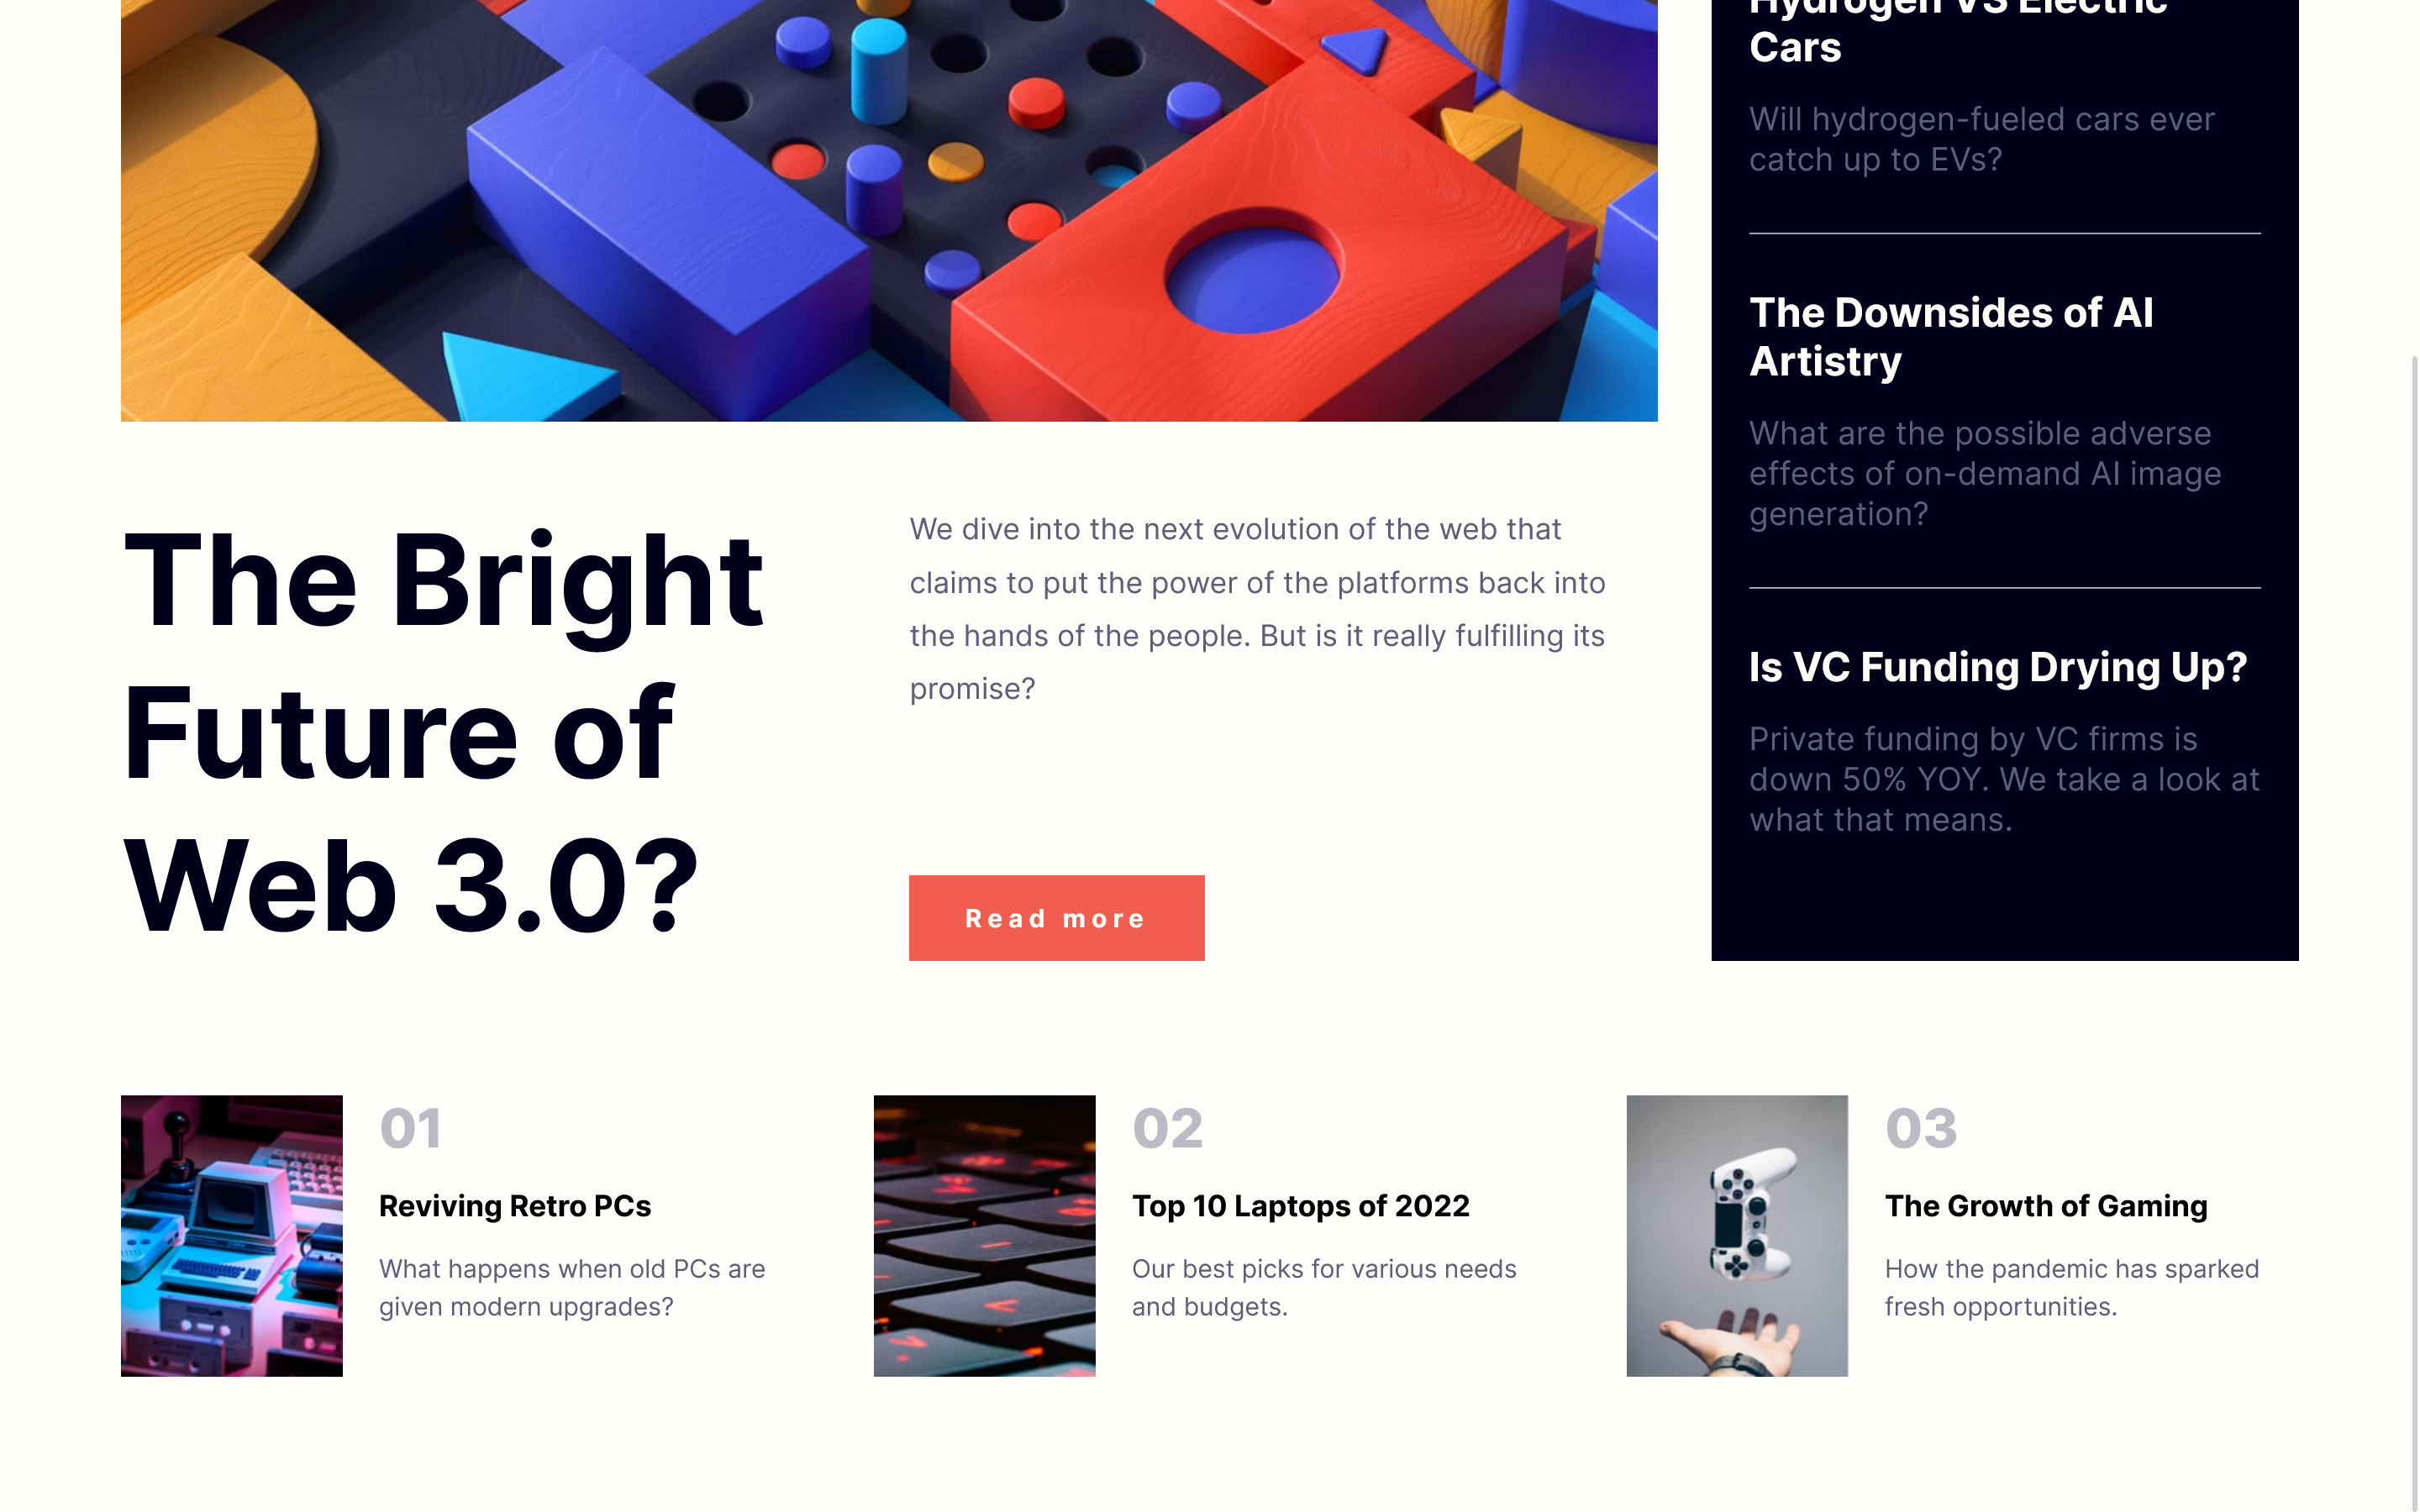 Hydrogen VS Electric
Cars
Will hydrogen-fueled cars ever
catch up to EVs?
The Downsides of AI
Artistry
What are the possible adverse
effects of on-demand AI image
generation?
Is VC Funding Drying Up?
Private funding by VC firms is
down 50% YOY. We take a look at
what that means.
The Bright
Future of
Web 3.0?
We dive into the next evolution of the web that
claims to put the power of the platforms back into
the hands of the people. But is it really fulfilling its
promise?
Read more
01
Reviving Retro PCs
What happens when old PCs are
given modern upgrades?
02
Top 10 Laptops of 2022
Our best picks for various needs
and budgets.
03
The Growth of Gaming
How the pandemic has sparked
fresh opportunities.